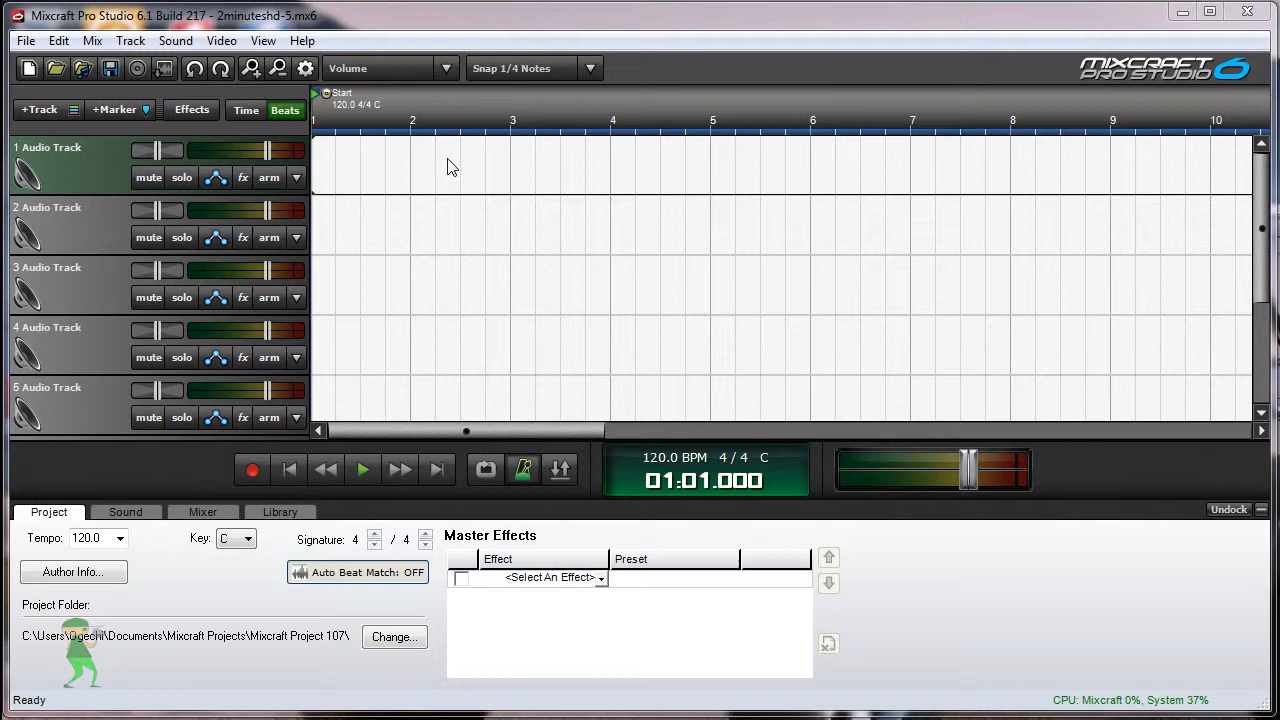 Mixcraft Pro Studio 6.1 Build 217 - 2minuteshd-5.mx6
File Edit Mix Track Sound Video View Help
Volume Snap 1/4 Notes
MIXCRAFT PRO STUDIO 6
+Track +Marker Effects Time Beats
Start
120.0 4/4 C
1 2 3 4 5 6 7 8 9 10
1 Audio Track
mute solo fx arm
2 Audio Track
mute solo fx arm
3 Audio Track
mute solo fx arm
4 Audio Track
mute solo fx arm
5 Audio Track
mute solo fx arm
120.0 BPM 4 / 4 C
01:01.000
Project Sound Mixer Library Undock
Tempo: 120.0 Key: C Signature: 4 / 4
Master Effects
Effect Preset
Author Info... Auto Beat Match: OFF
<Select An Effect>
Project Folder:
C:\Users\Ogechi\Documents\Mixcraft Projects\Mixcraft Project 107\ Change...
Ready CPU: Mixcraft 0%, System 37%